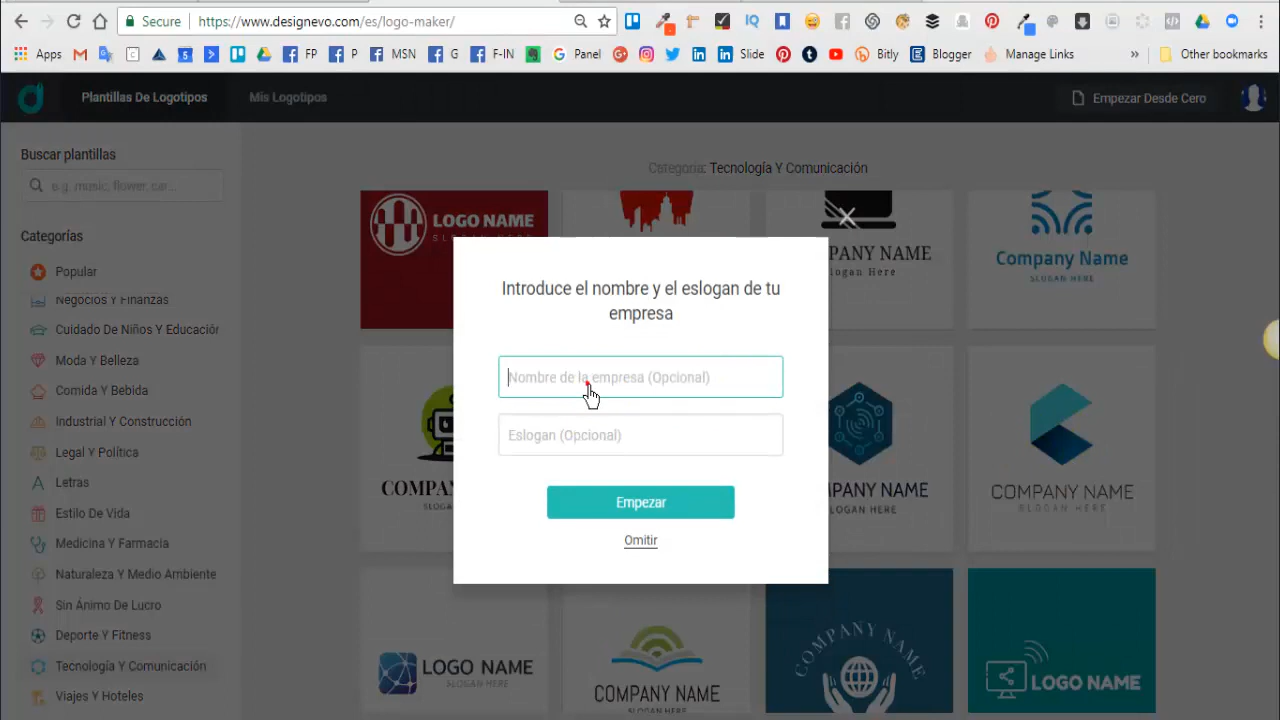 Secure
https://www.designevo.com/es/logo-maker/
Apps
FP
P
MSN
G
F-IN
Panel
Slide
Bitly
Blogger
Manage Links
»
Other bookmarks
Plantillas De Logotipos
Mis Logotipos
Empezar Desde Cero
Buscar plantillas
e.g. music, flower, car...
Categorías
Popular
Negocios Y Finanzas
Cuidado De Niños Y Educación
Moda Y Belleza
Comida Y Bebida
Industrial Y Construcción
Legal Y Política
Letras
Estilo De Vida
Medicina Y Farmacia
Naturaleza Y Medio Ambiente
Sin Ánimo De Lucro
Deporte Y Fitness
Tecnología Y Comunicación
Viajes Y Hoteles
Categoria: Tecnología Y Comunicación
LOGO NAME
SLOGAN HERE
PANY NAME
logan Here
Company Name
SLOGAN HERE
Introduce el nombre y el eslogan de tu
empresa
Nombre de la empresa (Opcional)
Eslogan (Opcional)
Empezar
Omitir
COMPAN
SLOGA
PANY NAME
GAN HERE
COMPANY NAME
SLOGAN HERE
LOGO NAME
SLOGAN HERE
COMPANY NAME
COMPANY NAME
LOGO NAME